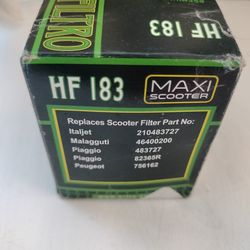 HF 183
FILTRO
HF 183
MAXI
SCOOTER
Replaces Scooter Filter Part No:
Italjet 210483727
Malagguti 46400200
Piaggio 483727
Piaggio 82365R
Peugeot 756162